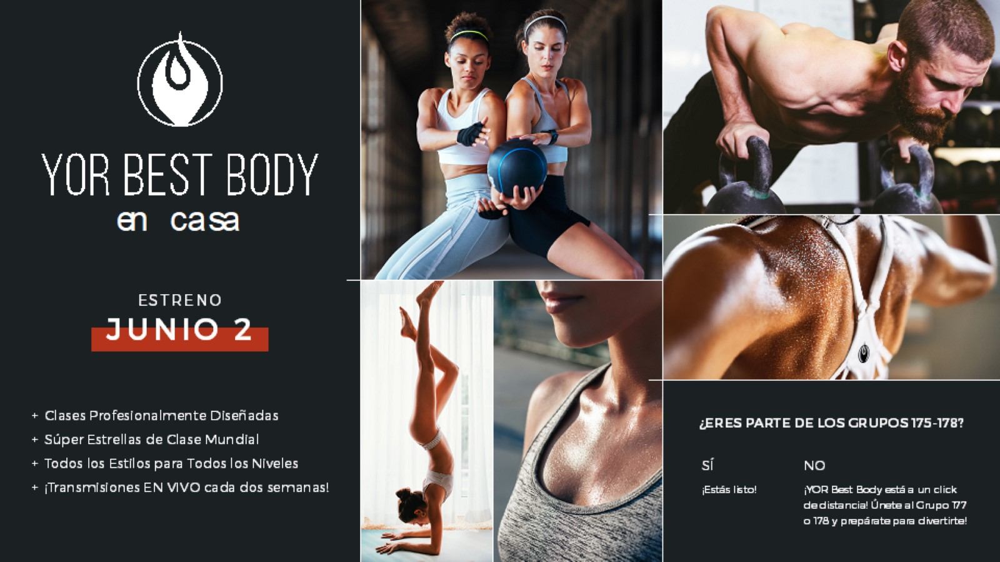 YOR BEST BODY
en casa
ESTRENO
JUNIO 2
+ Clases Profesionalmente Diseñadas
+ Súper Estrellas de Clase Mundial
+ Todos los Estilos para Todos los Niveles
+ ¡Transmisiones EN VIVO cada dos semanas!
¿ERES PARTE DE LOS GRUPOS 175-178?
SÍ
¡Estás listo!
NO
¡YOR Best Body está a un click
de distancia! Únete al Grupo 177
o 178 y prepárate para divertirte!